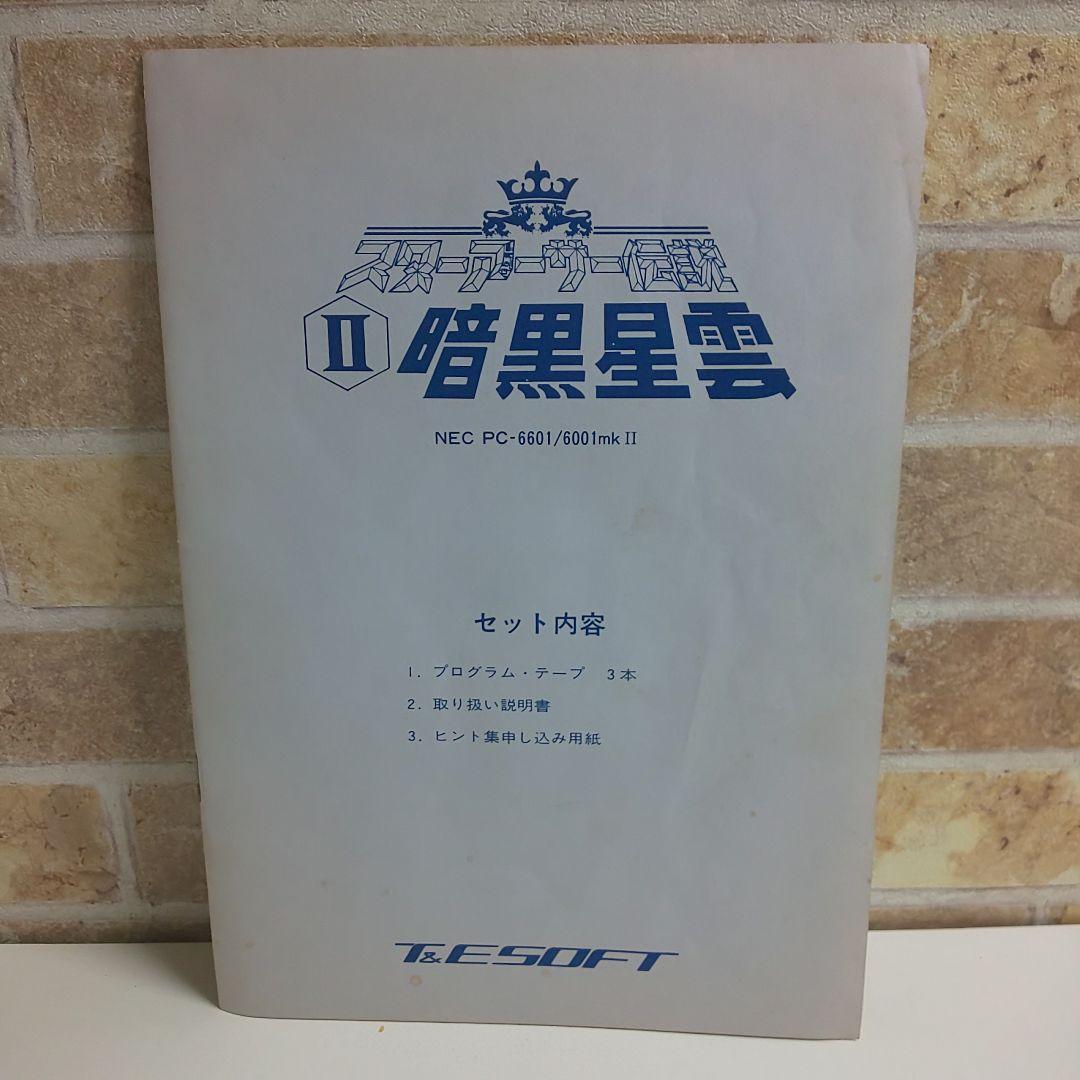 スターアーサー伝説
II 暗黒星雲
NEC PC-6601/6001mk II
セット内容
1. プログラム・テープ 3本
2. 取り扱い説明書
3. ヒント集申し込み用紙
T&E SOFT